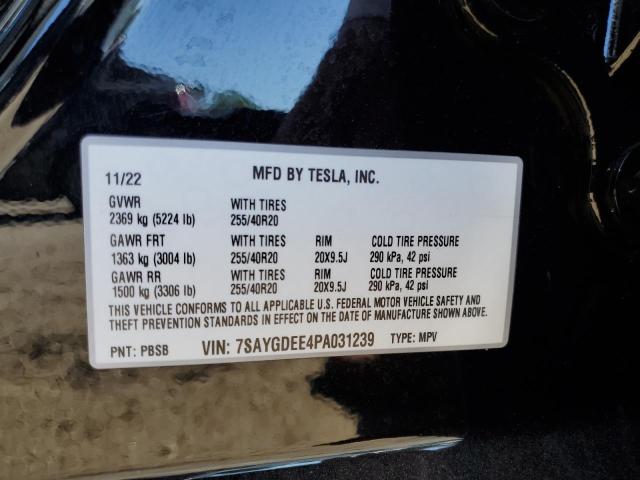 11/22 MFD BY TESLA, INC.
GVWR WITH TIRES
2369 kg (5224 lb) 255/40R20
GAWR FRT WITH TIRES RIM COLD TIRE PRESSURE
1363 kg (3004 lb) 255/40R20 20X9.5J 290 kPa, 42 psi
GAWR RR WITH TIRES RIM COLD TIRE PRESSURE
1500 kg (3306 lb) 255/40R20 20X9.5J 290 kPa, 42 psi
THIS VEHICLE CONFORMS TO ALL APPLICABLE U.S. FEDERAL MOTOR VEHICLE SAFETY AND
THEFT PREVENTION STANDARDS IN EFFECT ON THE DATE OF MANUFACTURE SHOWN ABOVE.
PNT: PBSB VIN: 7SAYGDEE4PA031239 TYPE: MPV